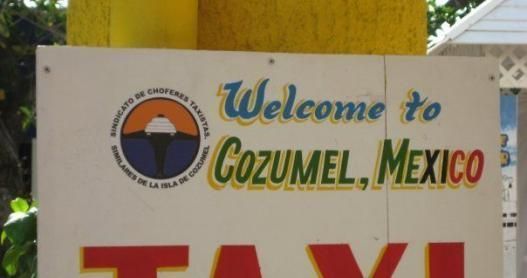 Welcome to
COZUMEL, MEXICO
SINDICATO DE CHOFERES TAXISTAS,
SIMILARES DE LA ISLA DE COZUMEL
TAXI